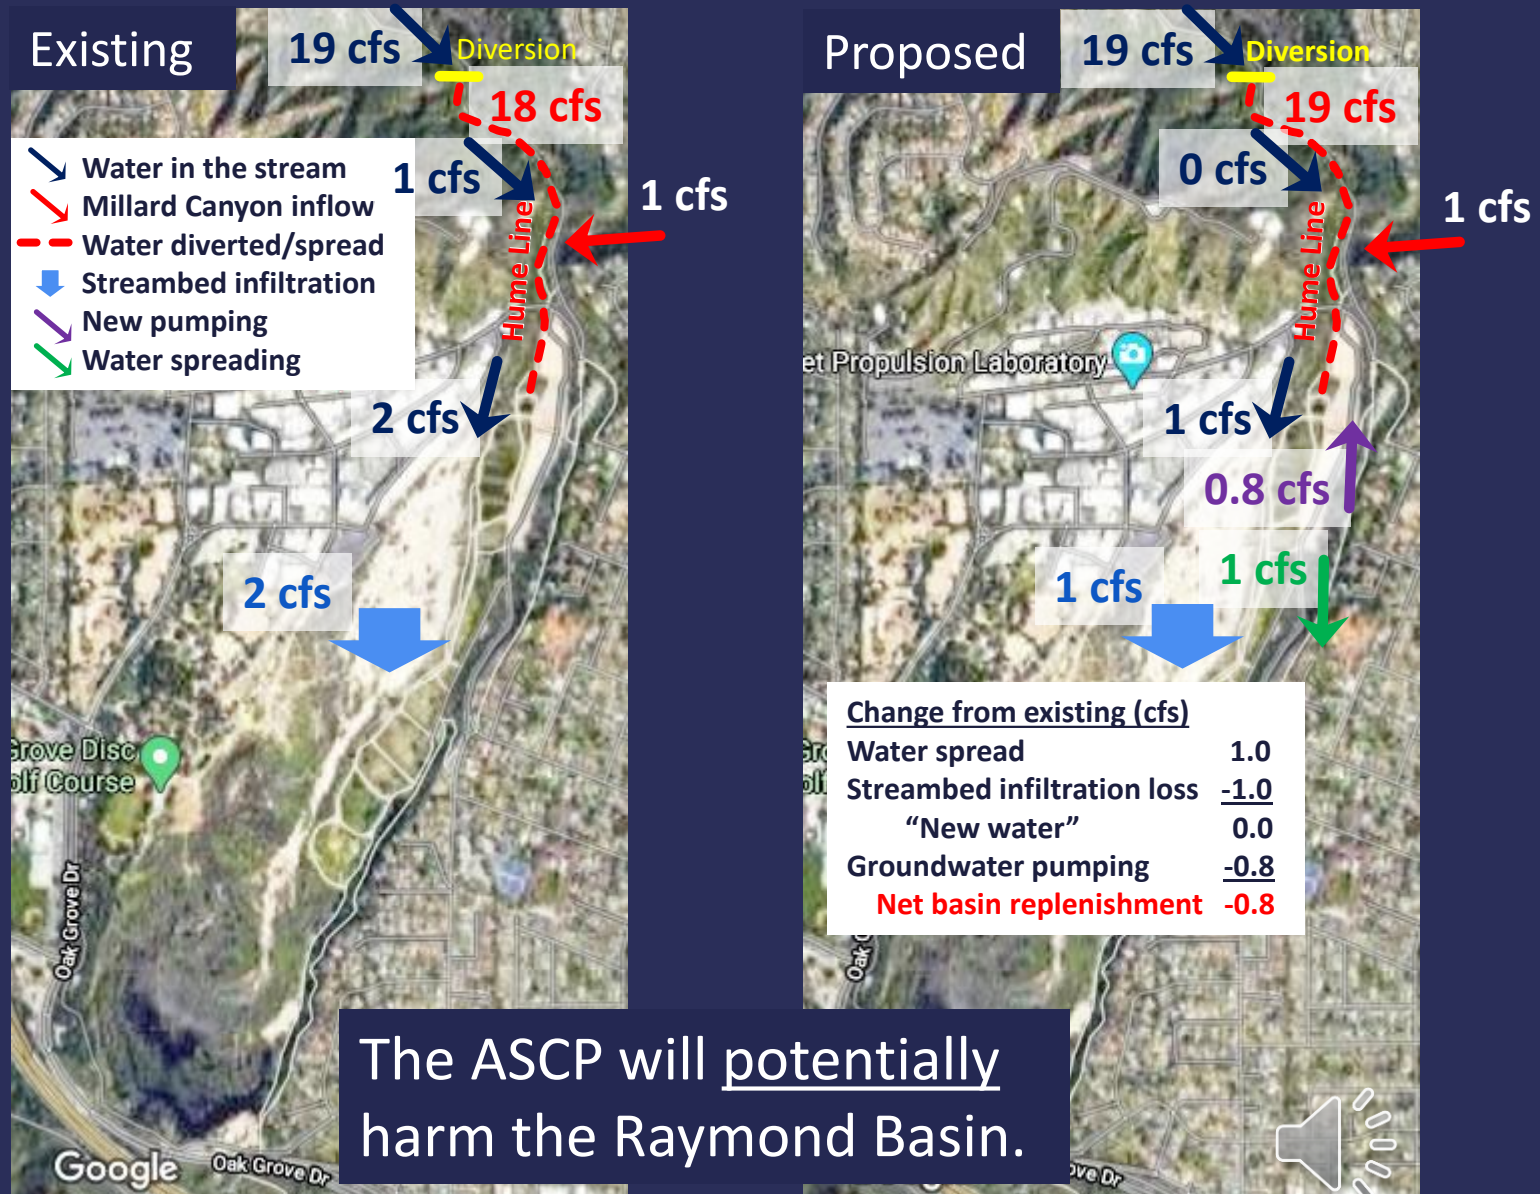 Existing
19 cfs
Diversion
18 cfs
Water in the stream
Millard Canyon inflow
Water diverted/spread
Streambed infiltration
New pumping
Water spreading
1 cfs
1 cfs
Hume Line
2 cfs
2 cfs
Grove Disc
olf Course
Oak Grove Dr
Google
Oak Grove Dr
Proposed
19 cfs
Diversion
19 cfs
0 cfs
1 cfs
Hume Line
et Propulsion Laboratory
1 cfs
0.8 cfs
1 cfs
1 cfs
Change from existing (cfs)
Water spread 1.0
Streambed infiltration loss -1.0
“New water” 0.0
Groundwater pumping -0.8
Net basin replenishment -0.8
The ASCP will potentially
harm the Raymond Basin.